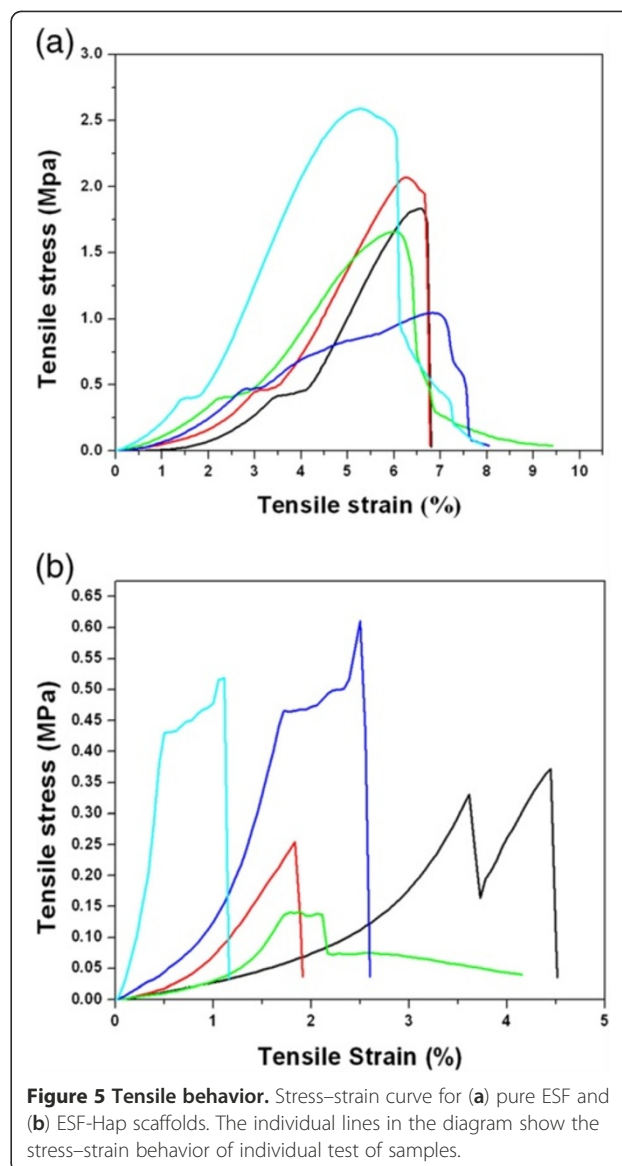 (a)
3.0
2.5
2.0
1.5
1.0
0.5
0.0
Tensile stress (Mpa)
0 1 2 3 4 5 6 7 8 9 10
Tensile strain (%)
(b)
0.65
0.60
0.55
0.50
0.45
0.40
0.35
0.30
0.25
0.20
0.15
0.10
0.05
0.00
Tensile stress (MPa)
0 1 2 3 4 5
Tensile Strain (%)
Figure 5 Tensile behavior. Stress–strain curve for (a) pure ESF and
(b) ESF-Hap scaffolds. The individual lines in the diagram show the
stress–strain behavior of individual test of samples.